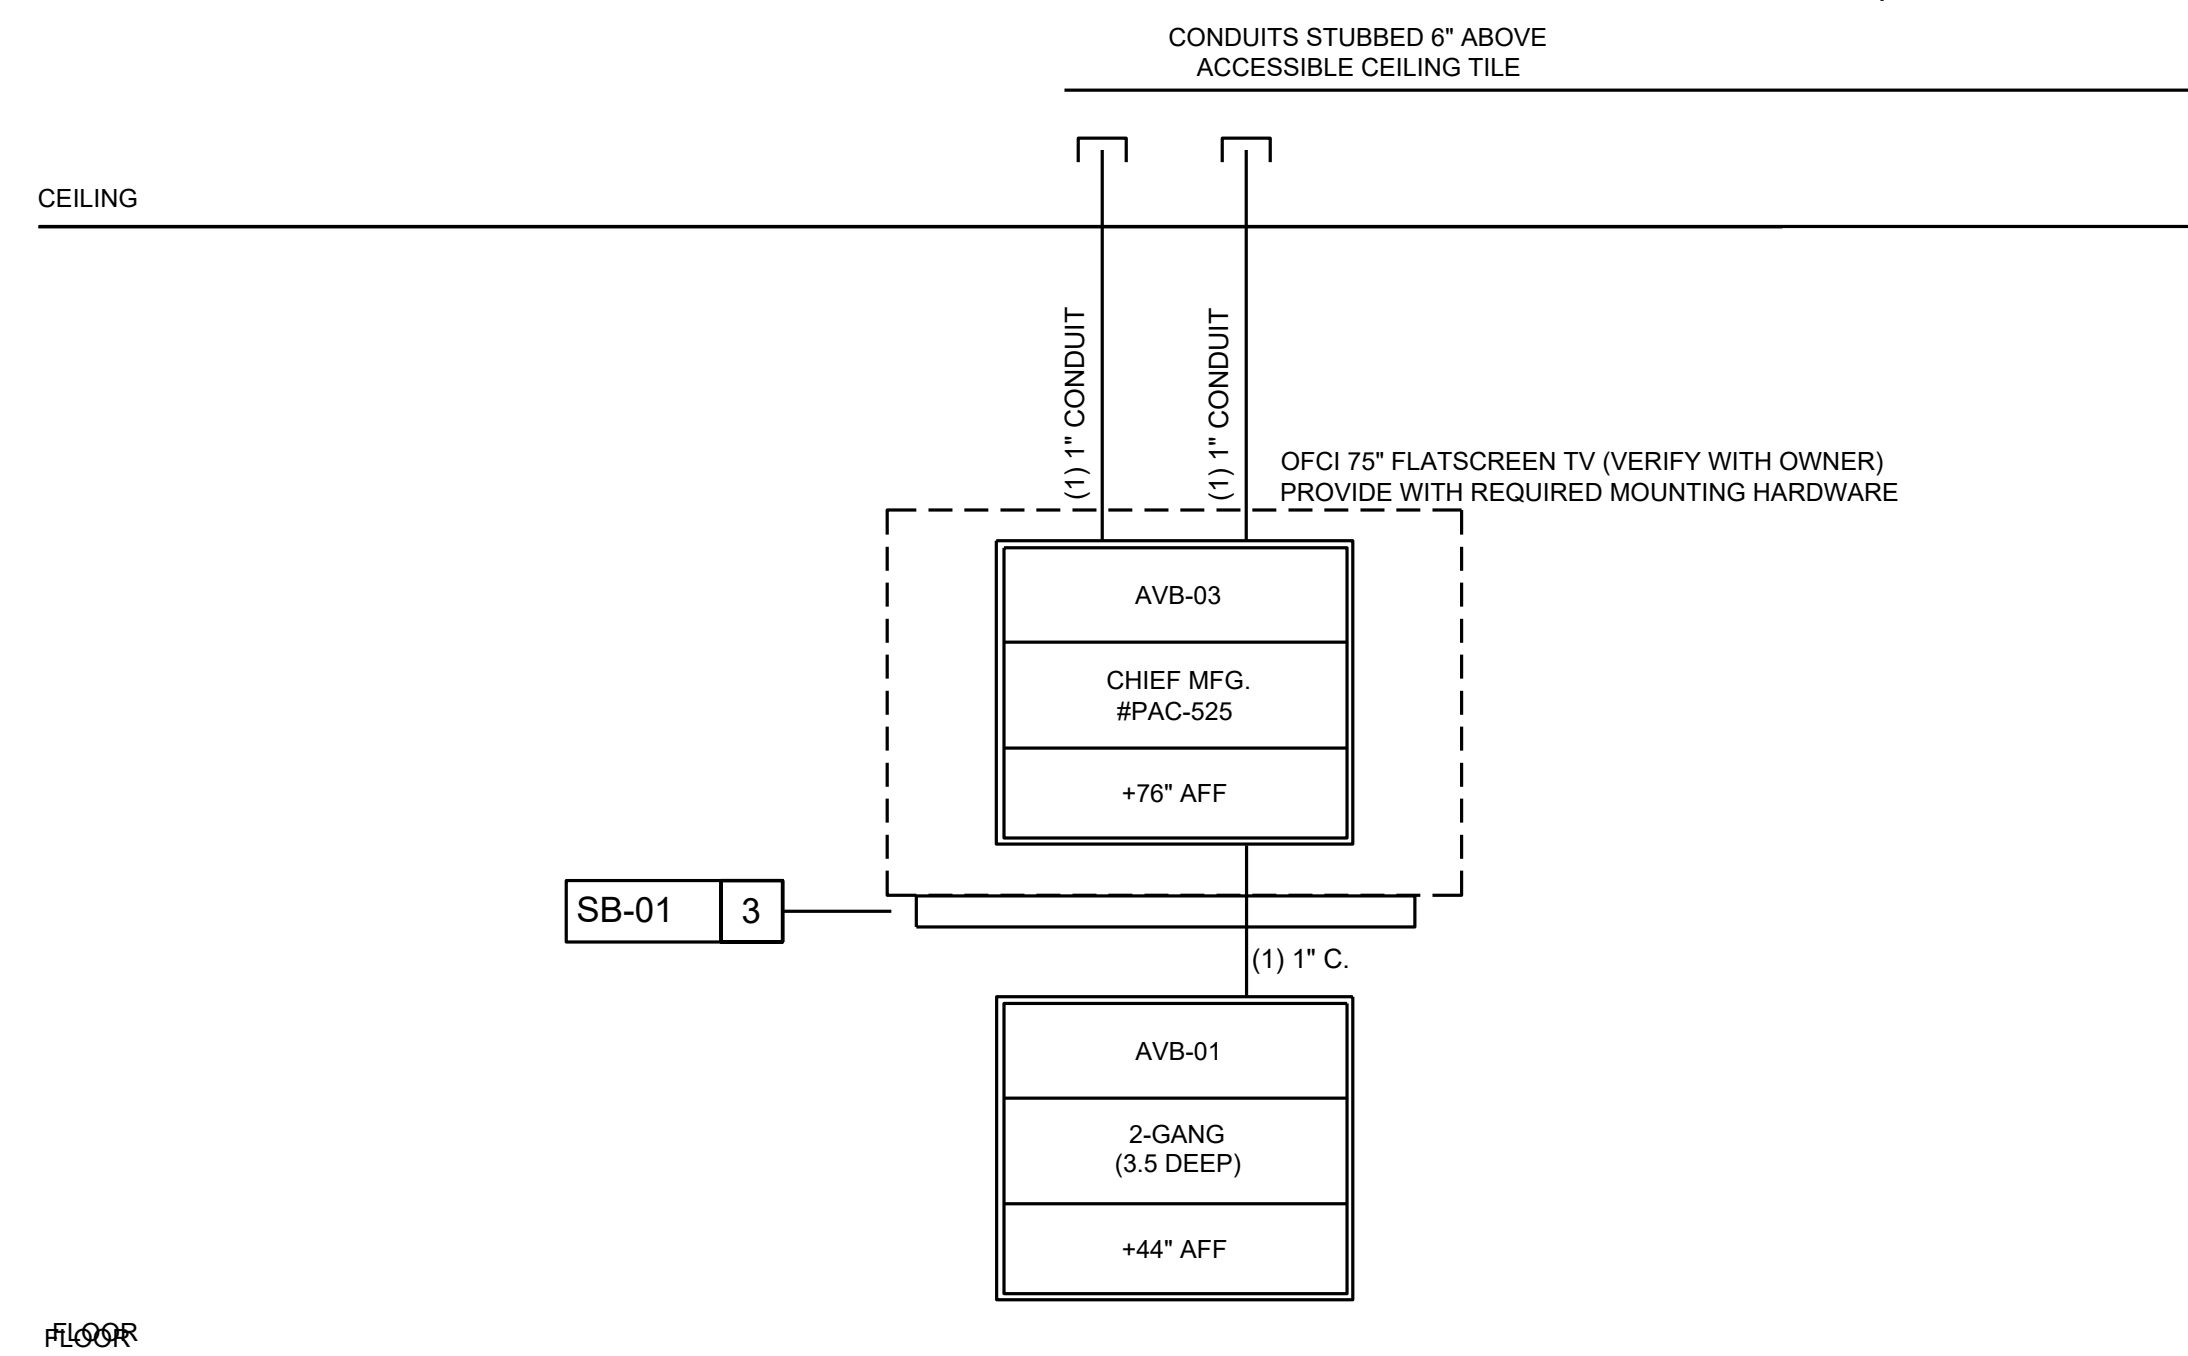 CONDUITS STUBBED 6" ABOVE
ACCESSIBLE CEILING TILE
CEILING
(1) 1" CONDUIT
(1) 1" CONDUIT
OFCI 75" FLATSCREEN TV (VERIFY WITH OWNER)
PROVIDE WITH REQUIRED MOUNTING HARDWARE
AVB-03
CHIEF MFG.
#PAC-525
+76" AFF
SB-01 3
(1) 1" C.
AVB-01
2-GANG
(3.5 DEEP)
+44" AFF
FLOOR
FLOOR